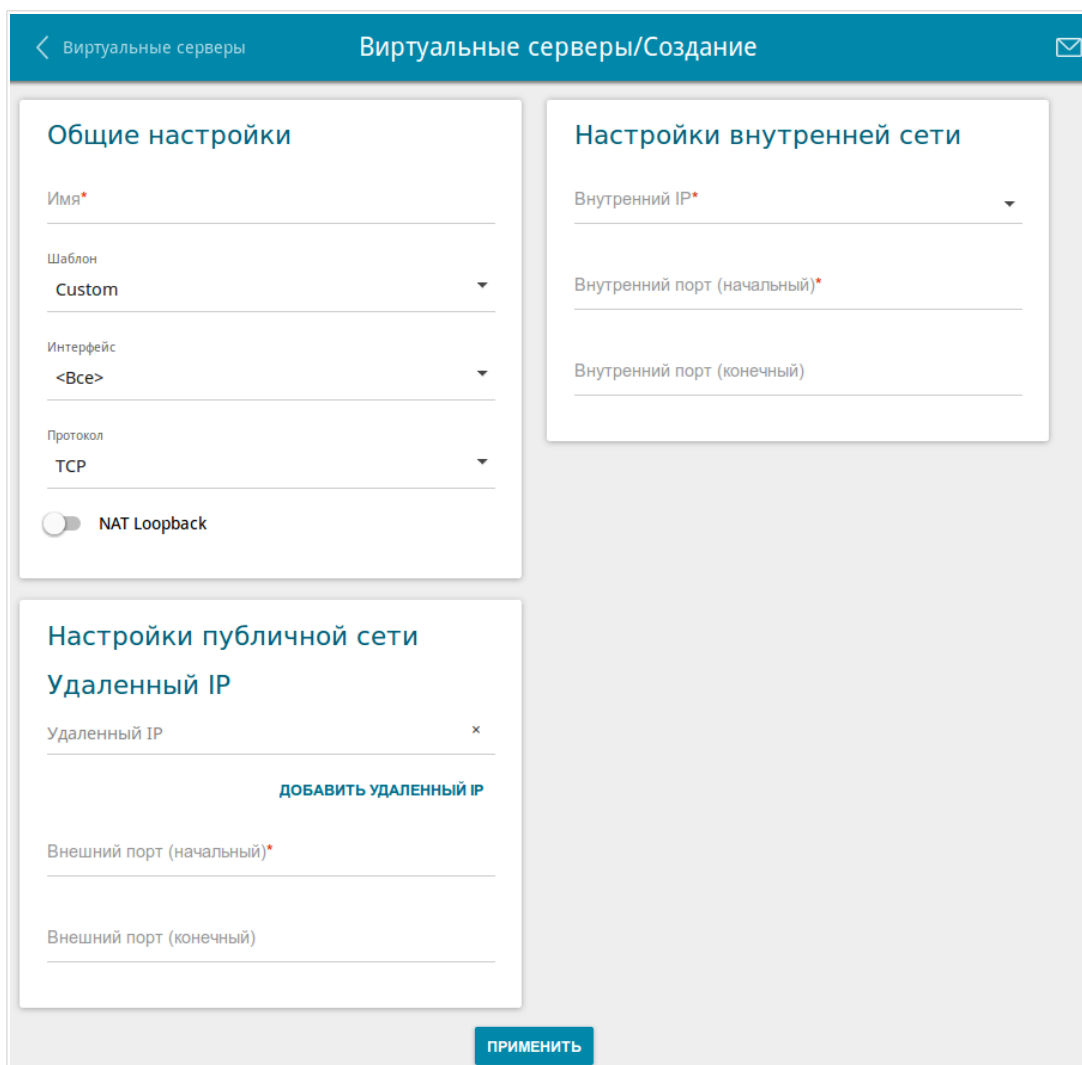 Виртуальные серверы
Виртуальные серверы/Создание
Общие настройки
Имя*
Шаблон
Custom
Интерфейс
<Все>
Протокол
TCP
NAT Loopback
Настройки внутренней сети
Внутренний IP*
Внутренний порт (начальный)*
Внутренний порт (конечный)
Настройки публичной сети
Удаленный IP
Удаленный IP
ДОБАВИТЬ УДАЛЕННЫЙ IP
Внешний порт (начальный)*
Внешний порт (конечный)
ПРИМЕНИТЬ